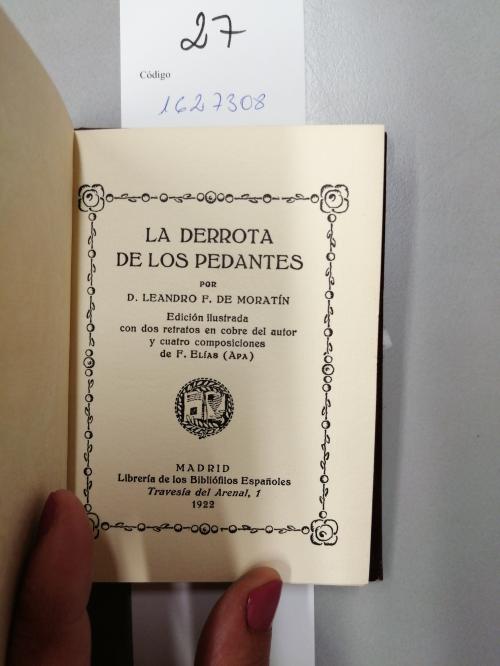 27
Código
1627308
LA DERROTA
DE LOS PEDANTES
POR
D. LEANDRO F. DE MORATÍN
Edición ilustrada
con dos retratos en cobre del autor
y cuatro composiciones
de F. ELÍAS (APA)
MADRID
Librería de los Bibliófilos Españoles
Travesía del Arenal, 1
1922